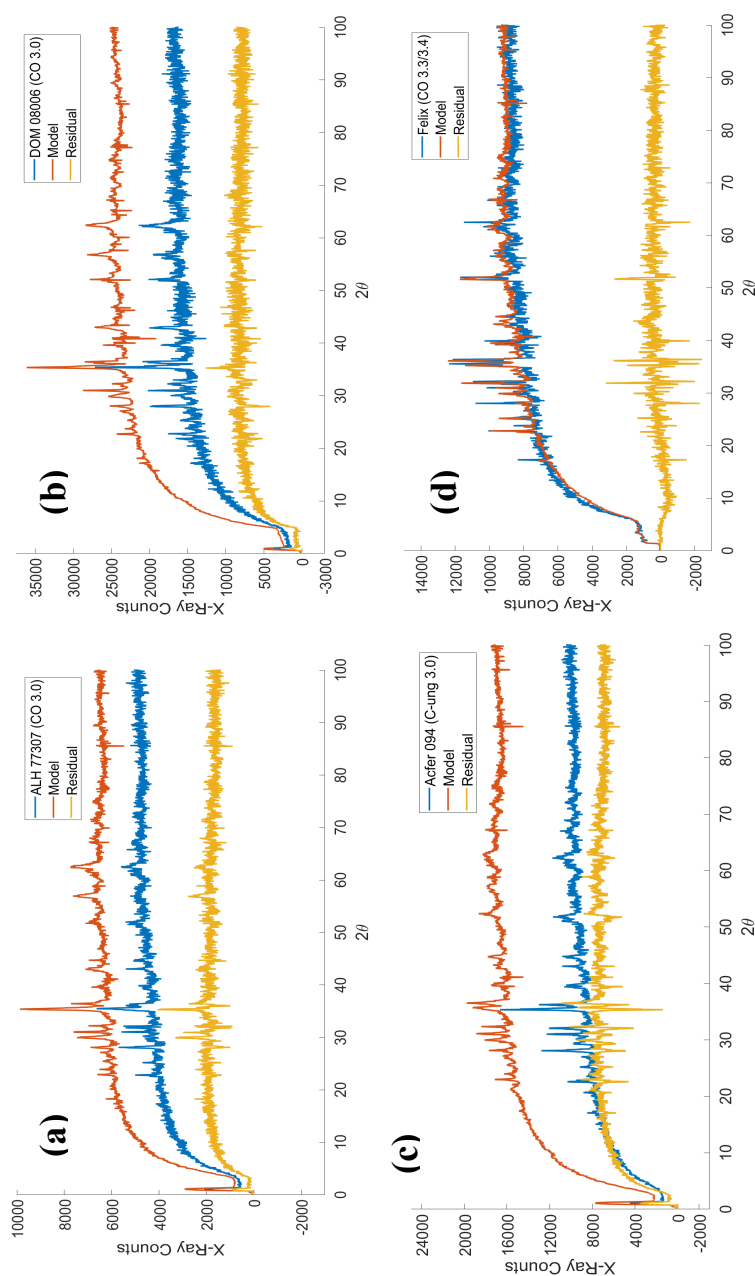 (a)
ALH 77307 (CO 3.0)
Model
Residual
X-Ray Counts
10000
8000
6000
4000
2000
0
0 10 20 30 40 50 60 70 80 90 100
2θ
(b)
DOM 08006 (CO 3.0)
Model
Residual
X-Ray Counts
35000
30000
25000
20000
15000
10000
5000
0
-3000
0 10 20 30 40 50 60 70 80 90 100
2θ
(c)
Acfer 094 (C-ung 3.0)
Model
Residual
X-Ray Counts
24000
20000
16000
12000
8000
4000
0
0 10 20 30 40 50 60 70 80 90 100
2θ
(d)
Felix (CO 3.3/3.4)
Model
Residual
X-Ray Counts
14000
12000
10000
8000
6000
4000
2000
0
-2000
0 10 20 30 40 50 60 70 80 90 100
2θ